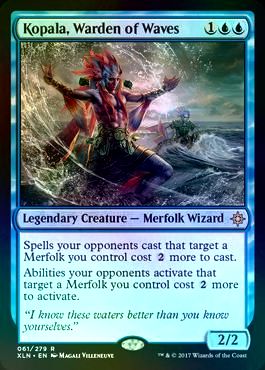 Kopala, Warden of Waves 1
Legendary Creature — Merfolk Wizard
Spells your opponents cast that target
a Merfolk you control cost 2 more to cast.
Abilities your opponents activate that
target a Merfolk you control cost 2 more
to activate.
“I know these waters better than you know
yourselves.”
2/2
061/279 R
XLN • EN MAGALI VILLENEUVE
™ & © 2017 Wizards of the Coast